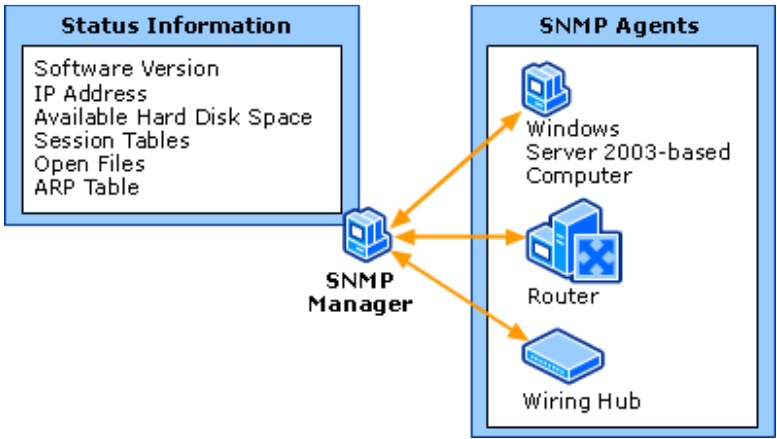 Status Information
Software Version
IP Address
Available Hard Disk Space
Session Tables
Open Files
ARP Table
SNMP
Manager
SNMP Agents
Windows
Server 2003-based
Computer
Router
Wiring Hub